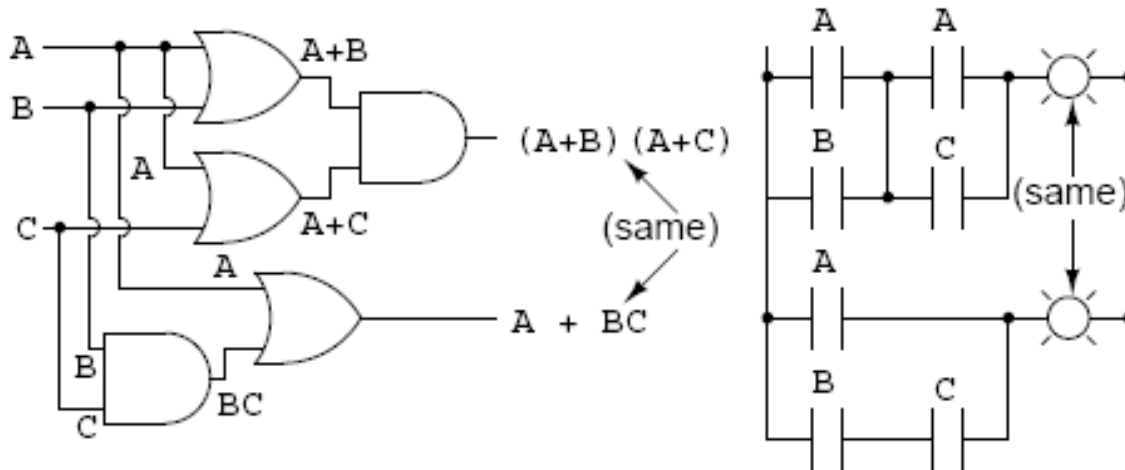 A A+B A A
B (A+B)(A+C) B C
A
C A+C (same) (same)
A A
A + BC
B BC B C
C